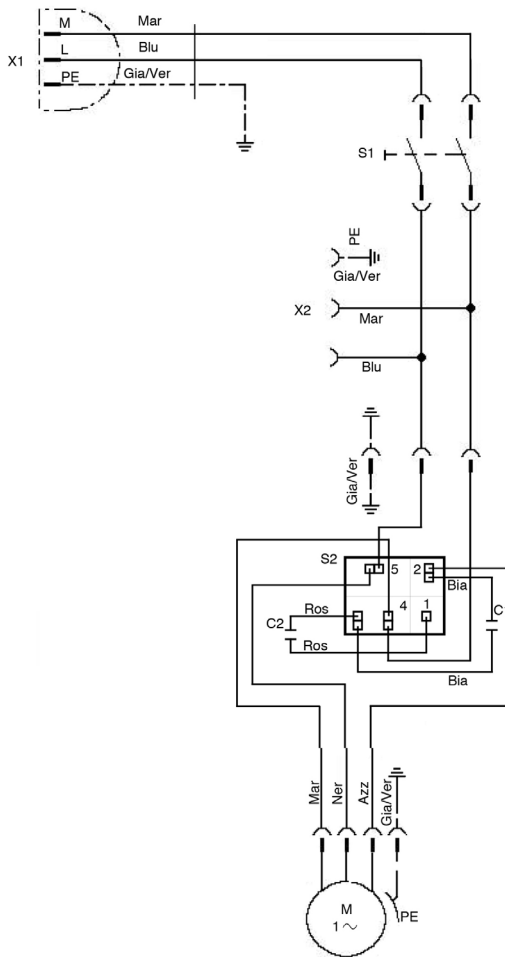 M Mar
X1 L Blu
PE Gia/Ver
S1
PE
Gia/Ver
X2 Mar
Blu
Gia/Ver
S2 5 2
Bia
Ros 4 1
C2
Ros
Bia
Mar Ner Azz Gia/Ver
M
1 ~ PE